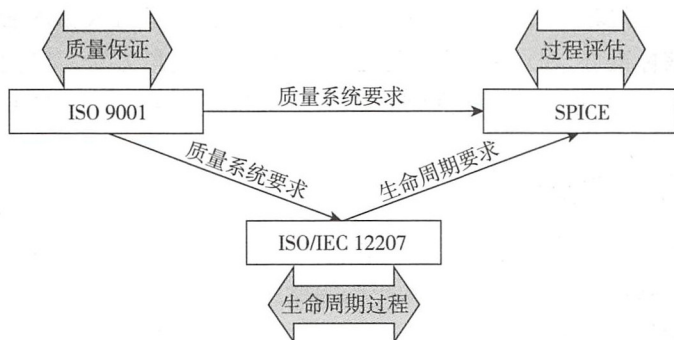 质量保证
过程评估
ISO 9001
质量系统要求
SPICE
质量系统要求
生命周期要求
ISO/IEC 12207
生命周期过程